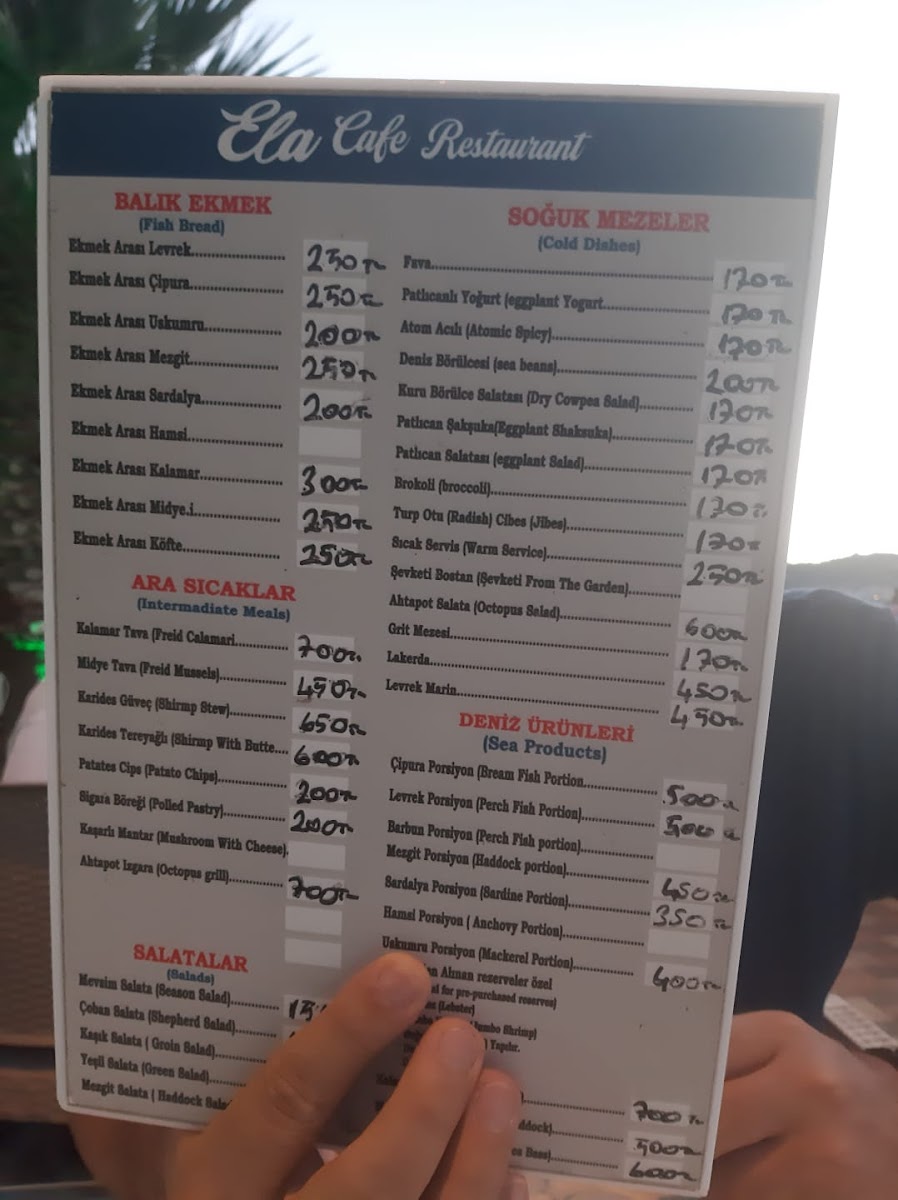 Ela Cafe Restaurant
BALIK EKMEK
(Fish Bread)
Ekmek Arası Levrek 250 TL
Ekmek Arası Çipura 250 TL
Ekmek Arası Uskumru 200 TL
Ekmek Arası Mezgit 250 TL
Ekmek Arası Sardalya 200 TL
Ekmek Arası Hamsi
Ekmek Arası Kalamar 300 TL
Ekmek Arası Midye.i 250 TL
Ekmek Arası Köfte 250 TL
ARA SICAKLAR
(Intermadiate Meals)
Kalamar Tava (Freid Calamari 700 TL
Midye Tava (Freid Mussels) 450 TL
Karides Güveç (Shirmp Stew) 650 TL
Karides Tereyağlı (Shirmp With Butte.... 600 TL
Patates Cips (Patato Chips) 200 TL
Sigara Böreği (Polled Pastry) 200 TL
Kaşarlı Mantar (Mushroom With Cheese).
Ahtapot Izgara (Octopus grill) 700 TL
SALATALAR
(Salads)
Mevsim Salata (Season Salad)
Çoban Salata (Shepherd Salad)
Kaşık Salata ( Groin Salad)
Yeşil Salata (Green Salad)
Mezgit Salata ( Haddock
SOĞUK MEZELER
(Cold Dishes)
Fava 170 TL
Patlıcanlı Yoğurt (eggplant Yogurt 170 TL
Atom Acılı (Atomic Spicy) 170 TL
Deniz Börülcesi (sea beans) 200 TL
Kuru Börülce Salatası (Dry Cowpea Salad) 170 TL
Patlıcan Şakşuka(Eggplant Shaksuka) 170 TL
Patlıcan Salatası (eggplant Salad) 170 TL
Brokoli (broccoli) 170 TL
Turp Otu (Radish) Cibes (Jibes) 170 TL
Sıcak Servis (Warm Service) 250 TL
Şevketi Bostan (Şevketi From The Garden)
Ahtapot Salata (Octopus Salad) 600 TL
Grit Mezesi 170 TL
Lakerda 450 TL
Levrek Marin 450 TL
DENİZ ÜRÜNLERİ
(Sea Products)
Çipura Porsiyon (Bream Fish Portion 500 TL
Levrek Porsiyon (Perch Fish Portion) 500
Barbun Porsiyon (Perch Fish portion)
Mezgit Porsiyon (Haddock portion) 450 TL
Sardalya Porsiyon (Sardine Portion) 350 TL
Hamsi Porsiyon ( Anchovy Portion)
Uskumru Porsiyon (Mackerel Portion) 400 TL
Alınan rezerveler özel
for pre-purchased reserves)
(Lobster)
Jumbo Shrimp)
Yapılır.
700 TL
500 TL
600 TL